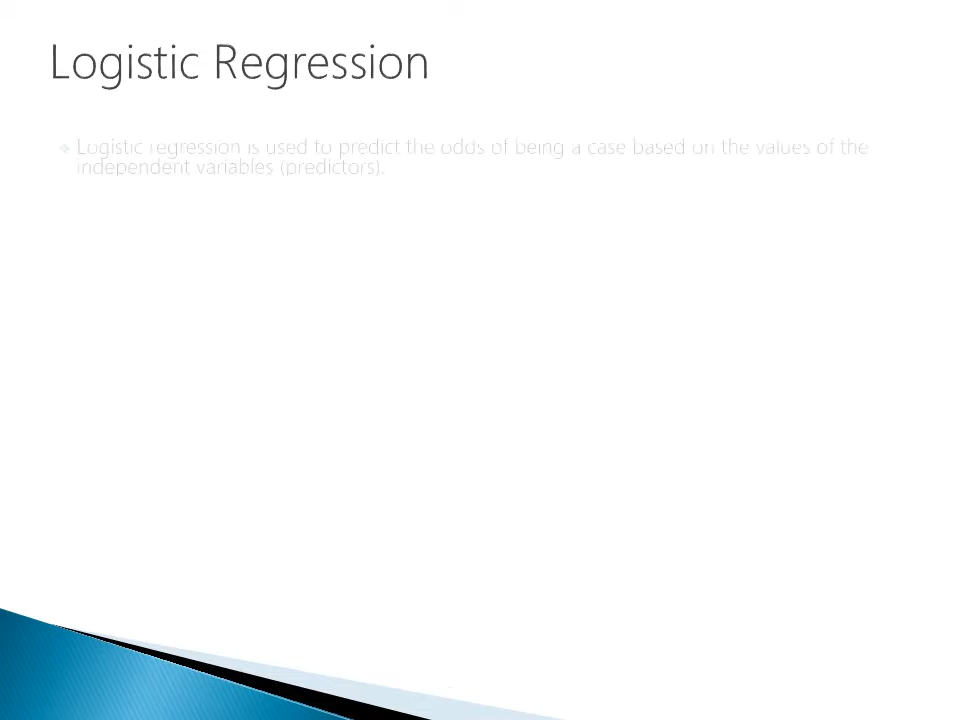 Logistic Regression
Logistic regression is used to predict the odds of being a case based on the values of the
independent variables (predictors).